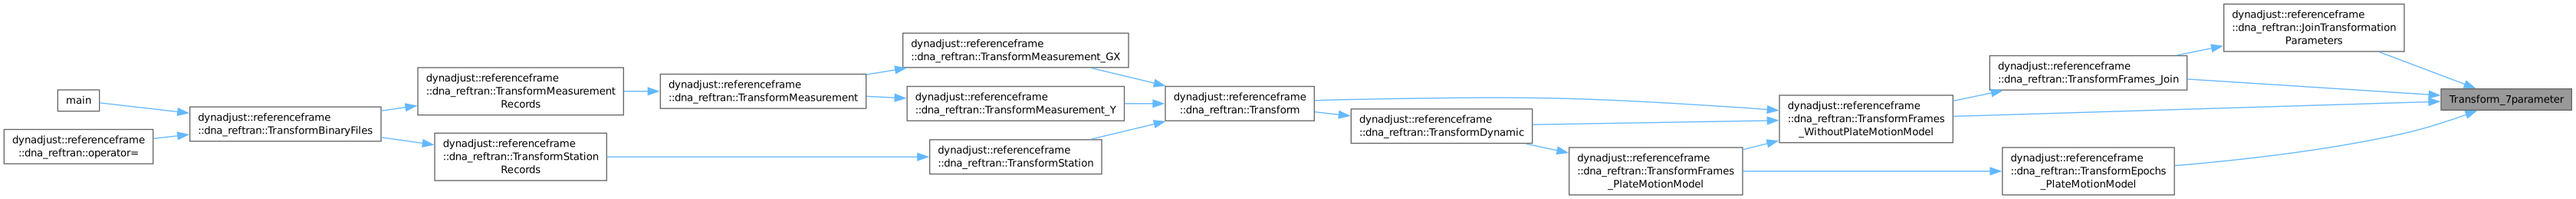 main
dynadjust::referenceframe
::dna_reftran::operator=
dynadjust::referenceframe
::dna_reftran::TransformBinaryFiles
dynadjust::referenceframe
::dna_reftran::TransformMeasurement
Records
dynadjust::referenceframe
::dna_reftran::TransformStation
Records
dynadjust::referenceframe
::dna_reftran::TransformMeasurement
dynadjust::referenceframe
::dna_reftran::TransformMeasurement_GX
dynadjust::referenceframe
::dna_reftran::TransformMeasurement_Y
dynadjust::referenceframe
::dna_reftran::TransformStation
dynadjust::referenceframe
::dna_reftran::Transform
dynadjust::referenceframe
::dna_reftran::TransformDynamic
dynadjust::referenceframe
::dna_reftran::TransformFrames
_PlateMotionModel
dynadjust::referenceframe
::dna_reftran::TransformFrames
_WithoutPlateMotionModel
dynadjust::referenceframe
::dna_reftran::TransformFrames_Join
dynadjust::referenceframe
::dna_reftran::TransformEpochs
_PlateMotionModel
dynadjust::referenceframe
::dna_reftran::JoinTransformation
Parameters
Transform_7parameter